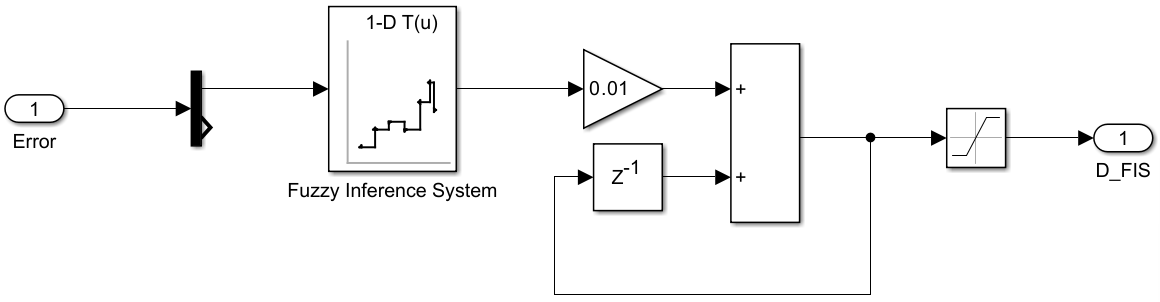 1-D T(u)
1
Error
Fuzzy Inference System
0.01
+
Z-1
+
1
D_FIS